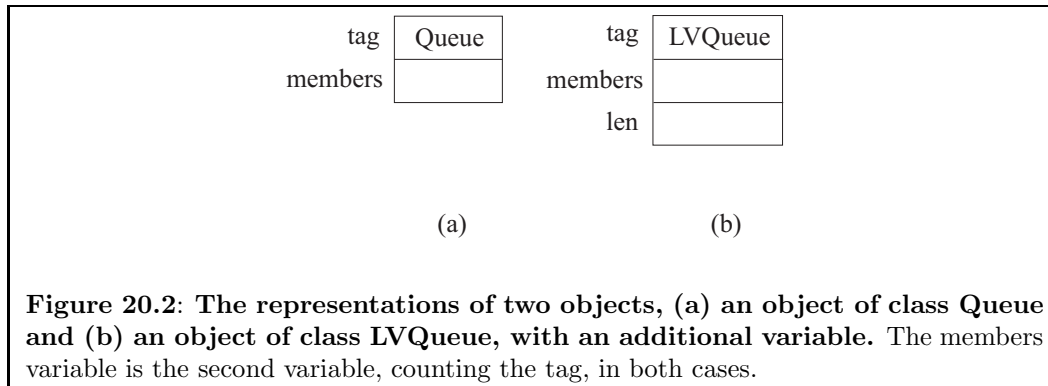 tag Queue tag LVQueue
members members
len
(a) (b)
Figure 20.2: The representations of two objects, (a) an object of class Queue
and (b) an object of class LVQueue, with an additional variable. The members
variable is the second variable, counting the tag, in both cases.